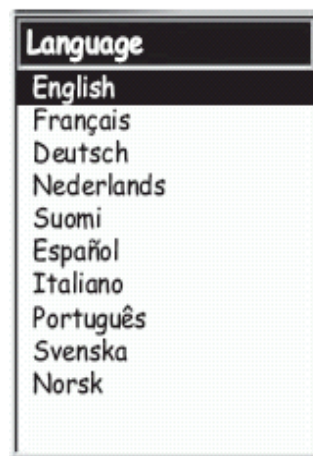 Language
English
Français
Deutsch
Nederlands
Suomi
Español
Italiano
Português
Svenska
Norsk